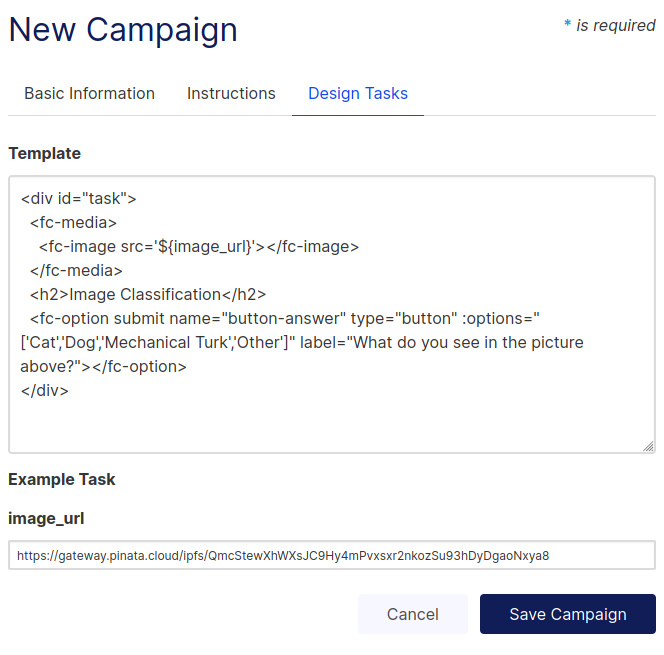 New Campaign
* is required
Basic Information Instructions Design Tasks
Template
<div id="task">
<fc-media>
<fc-image src='${image_url}'></fc-image>
</fc-media>
<h2>Image Classification</h2>
<fc-option submit name="button-answer" type="button" :options="
['Cat','Dog','Mechanical Turk','Other']" label="What do you see in the picture
above?"></fc-option>
</div>
Example Task
image_url
https://gateway.pinata.cloud/ipfs/QmcStewXhWXsJC9Hy4mPvxsxr2nkozSu93hDyDgaoNxya8
Cancel Save Campaign